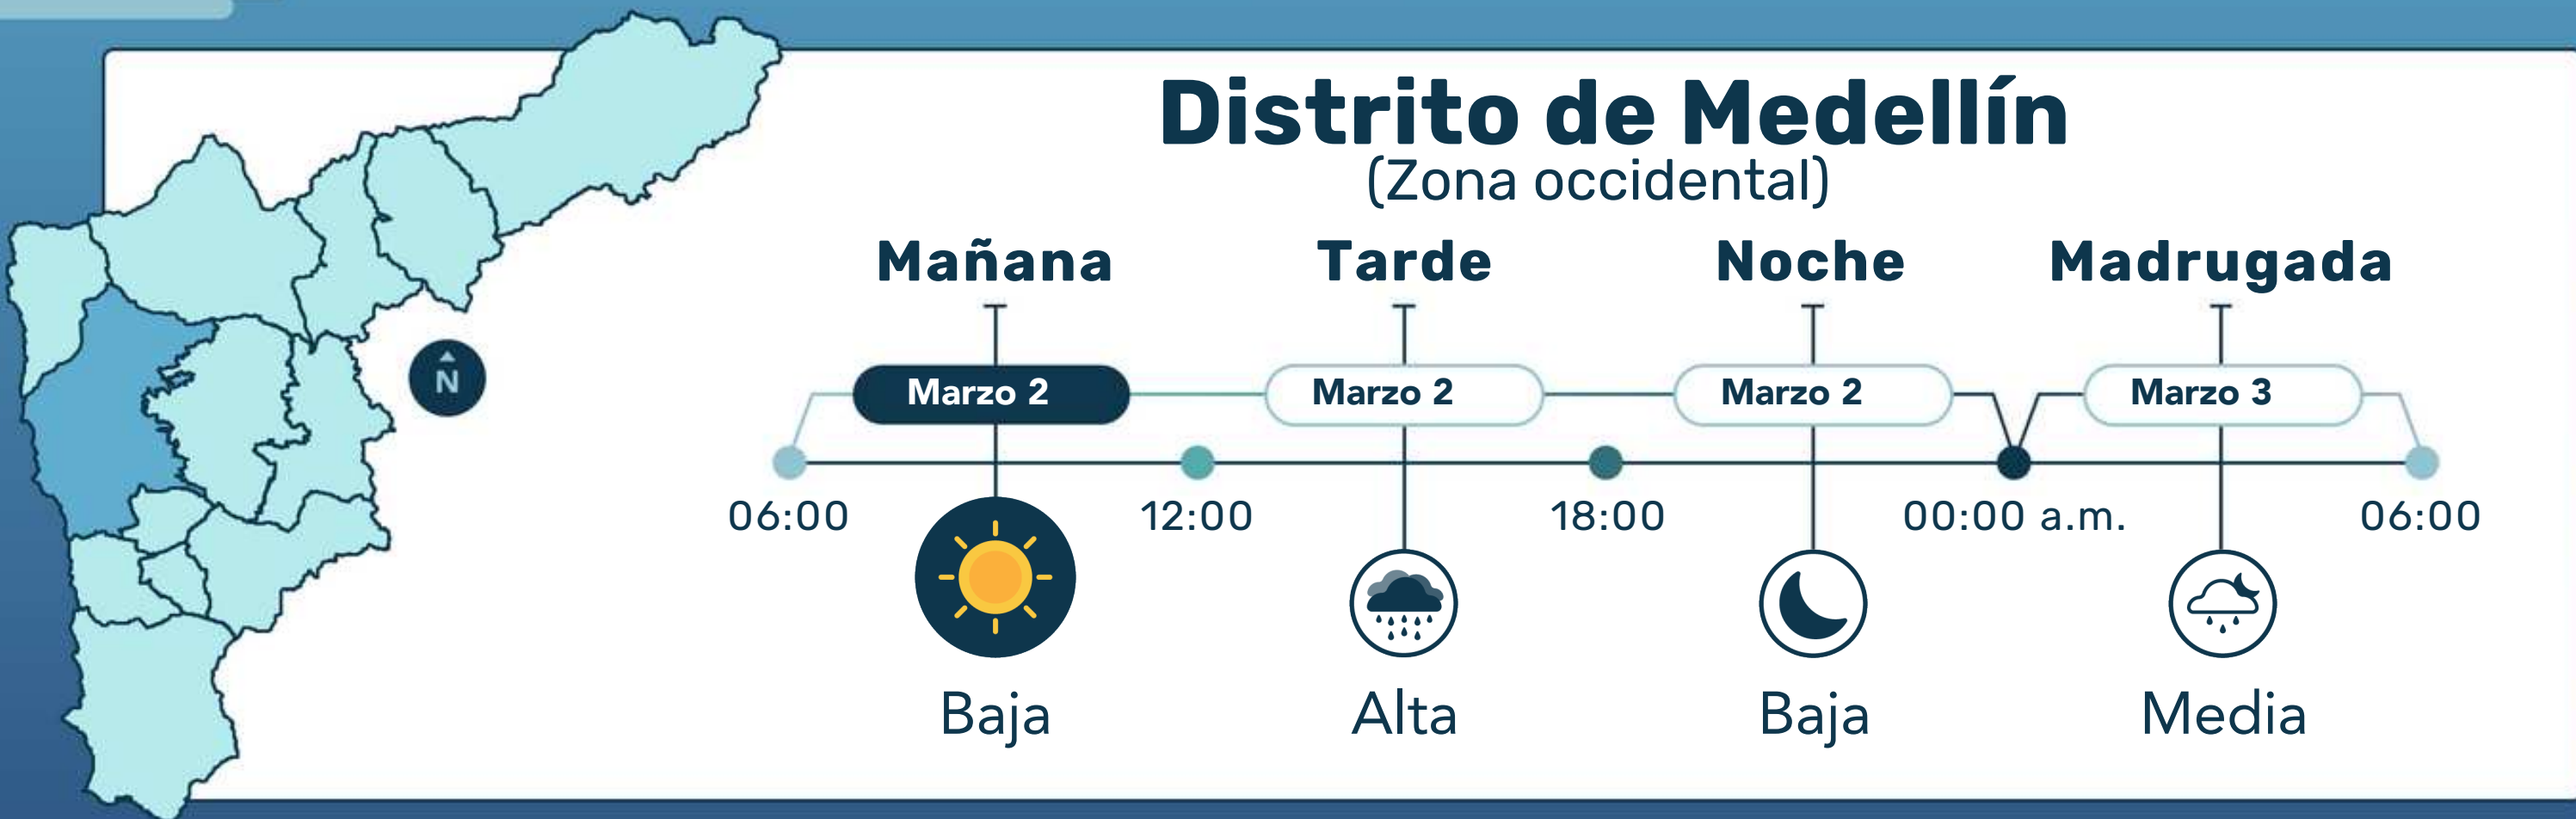 Distrito de Medellín
(Zona occidental)
Mañana Tarde Noche Madrugada
Marzo 2 Marzo 2 Marzo 2 Marzo 3
N
06:00 12:00 18:00 00:00 a.m. 06:00
Baja Alta Baja Media